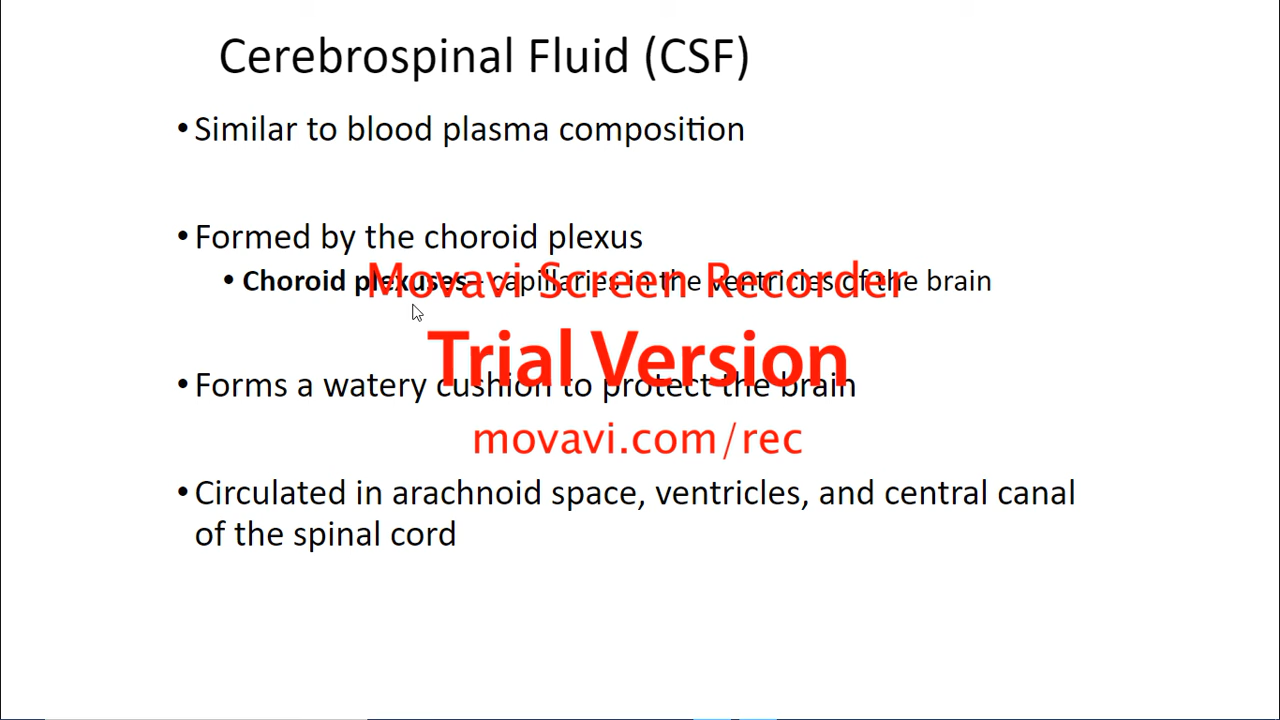 Cerebrospinal Fluid (CSF)
• Similar to blood plasma composition
• Formed by the choroid plexus
• Choroid plexuses– capillaries in the ventricles of the brain
Movavi Screen Recorder
Trial Version
• Forms a watery cushion to protect the brain
movavi.com/rec
• Circulated in arachnoid space, ventricles, and central canal
of the spinal cord